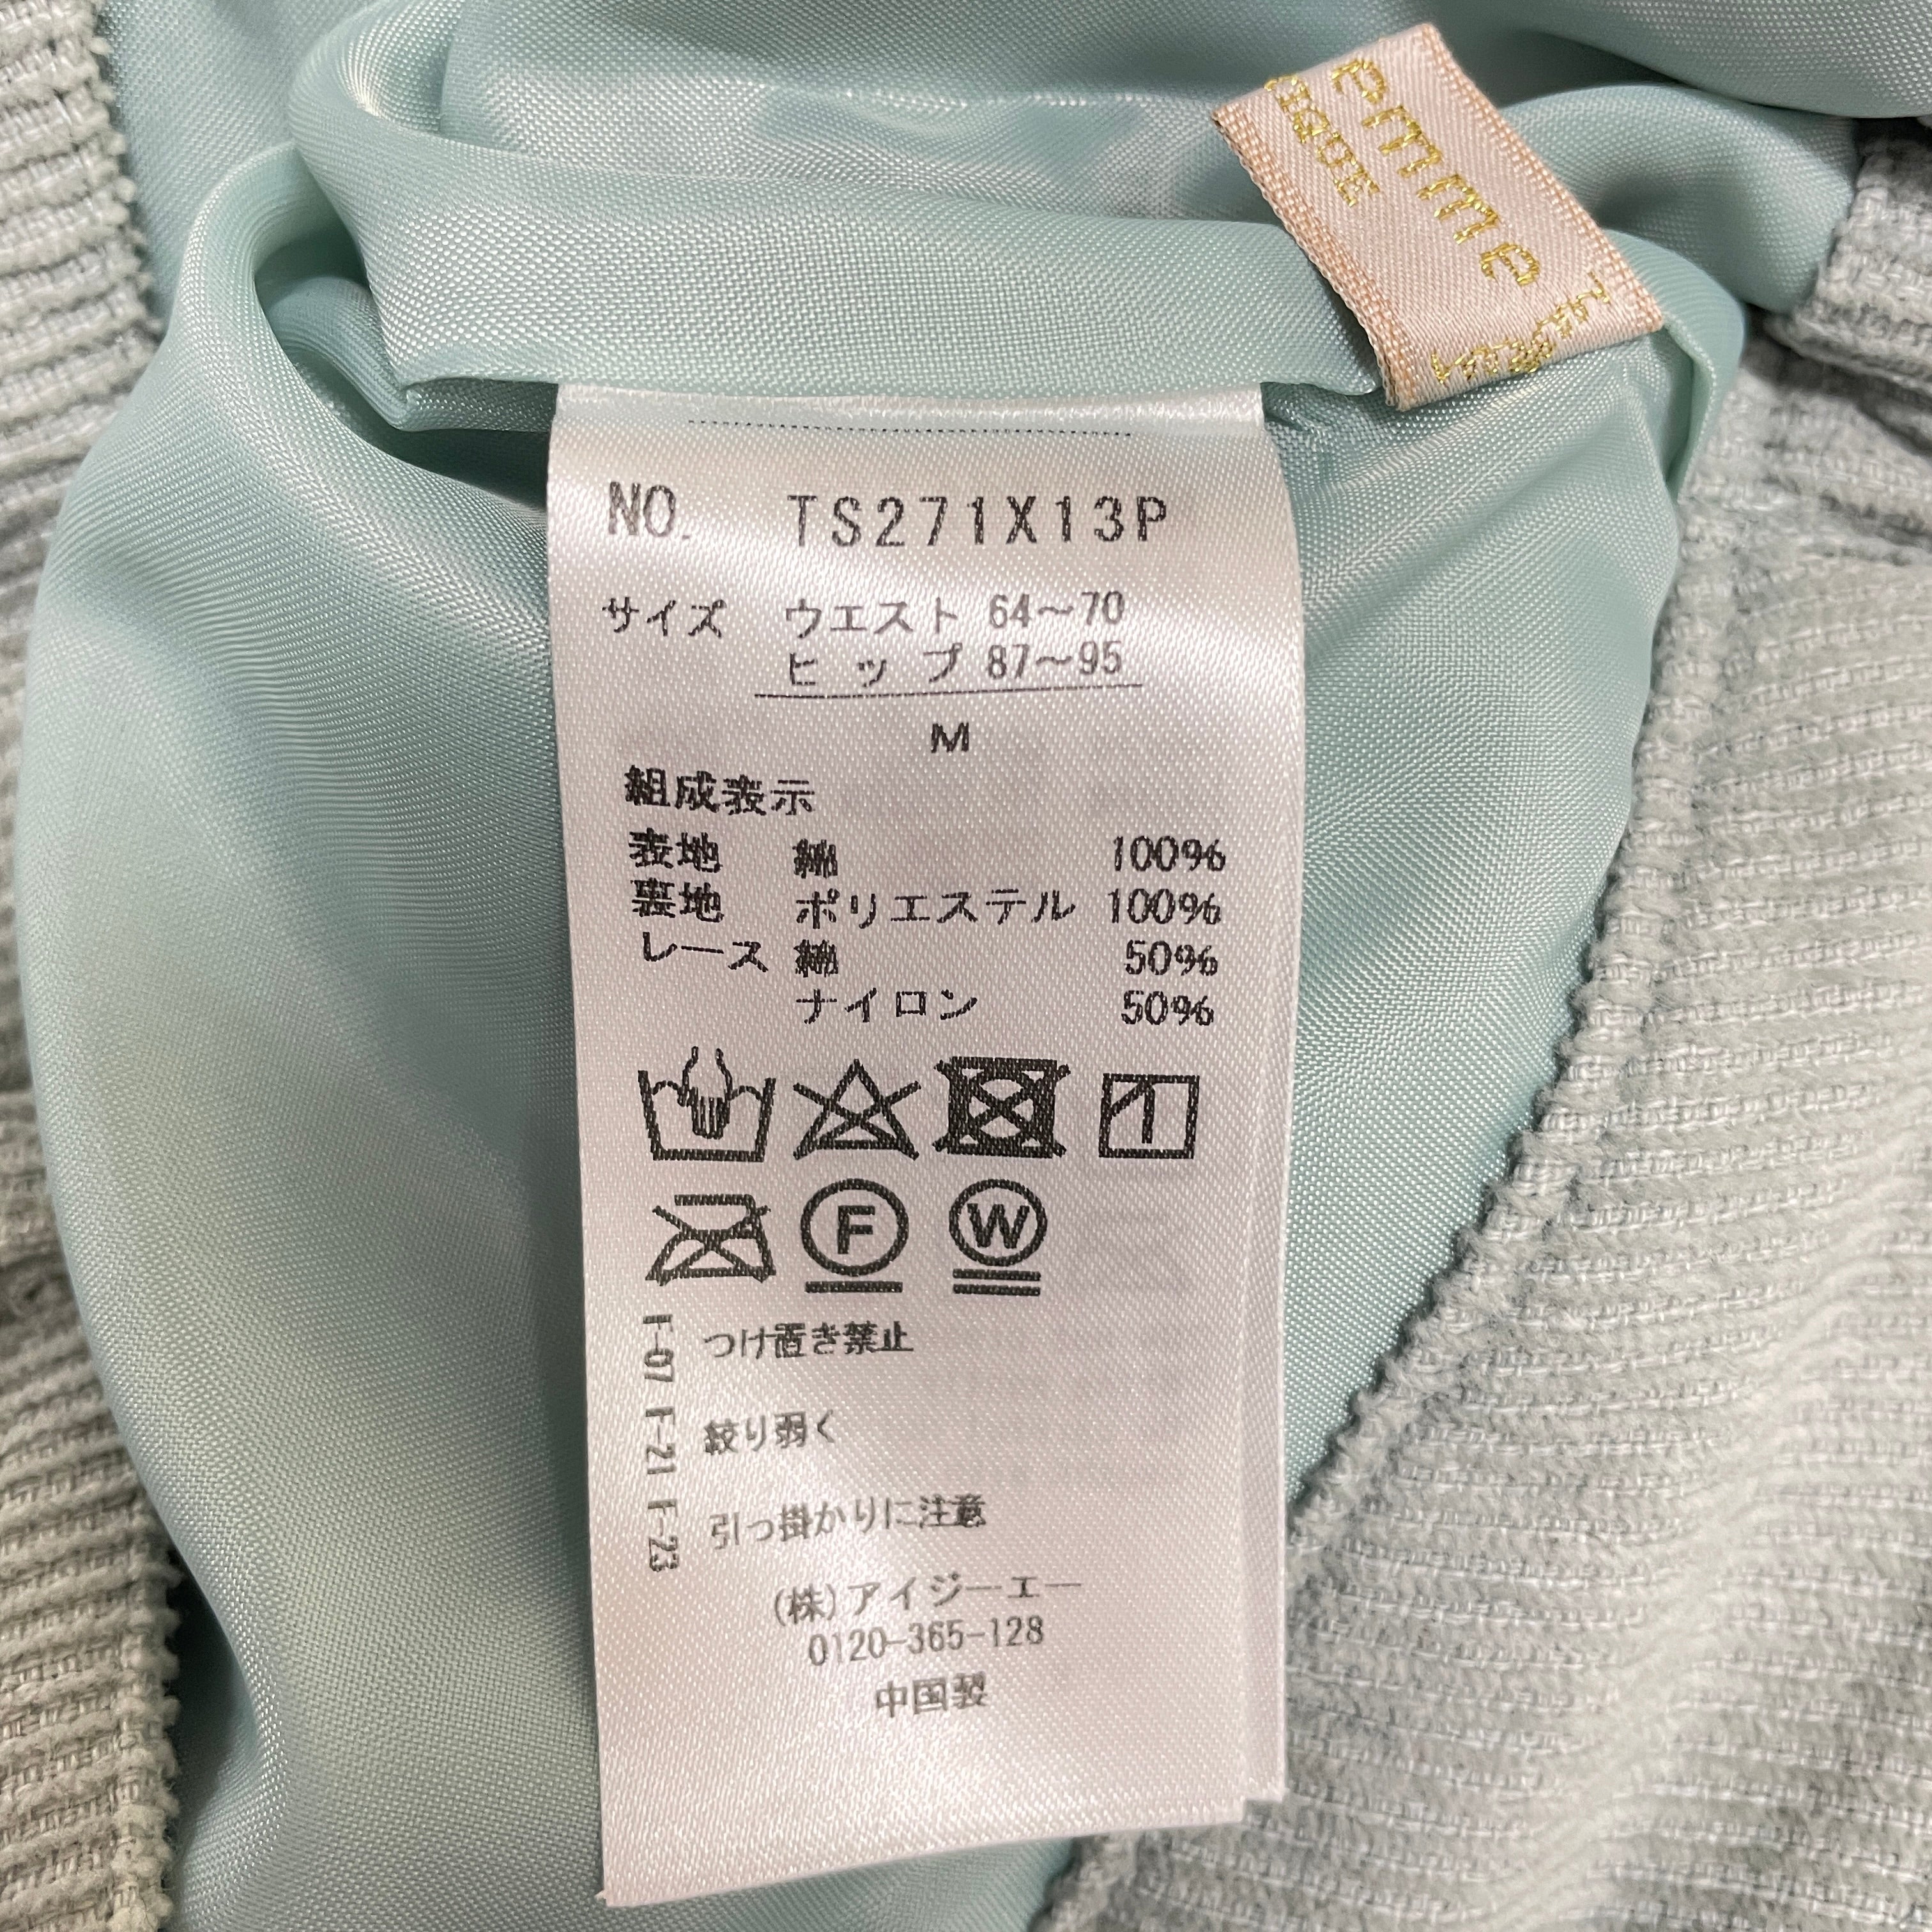 emme
NO. TS271X13P
サイズ ウエスト 64～70
ヒップ 87～95
M
組成表示
表地 綿 100%
裏地 ポリエステル 100%
レース 綿 50%
ナイロン 50%
F
W
F-07 F-21 F-23
つけ置き禁止
絞り弱く
引っ掛かりに注意
(株)アイジーエー
0120-365-128
中国製